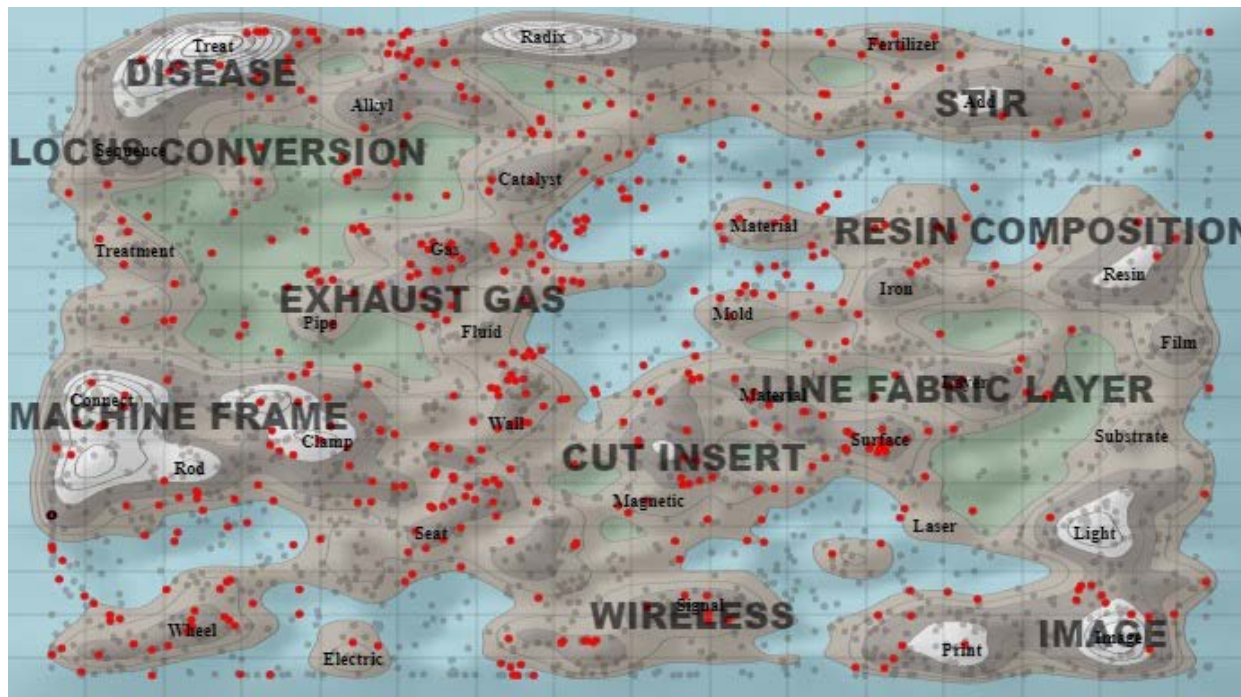 Treat
Radix
Fertilizer
DISEASE
Alkyl
STIR
Add
Sequence
CONVERSION
Catalyst
Material
RESIN COMPOSITION
Treatment
Gas
Resin
Iron
EXHAUST GAS
Mold
Pipe
Fluid
Film
LINE FABRIC LAYER
Layer
Material
Connect
MACHINE FRAME
Wall
Clamp
Surface
Substrate
CUT INSERT
Rod
Magnetic
Seat
Laser
Light
WIRELESS
Signal
Wheel
IMAGE
Image
Print
Electric